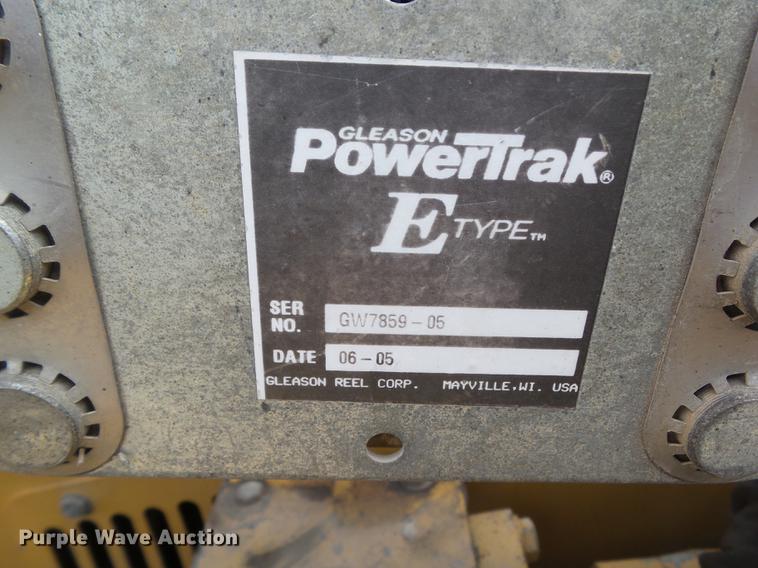 GLEASON
PowerTrak®
E TYPE™
SER NO. GW7859-05
DATE 06-05
GLEASON REEL CORP. MAYVILLE, WI. USA
Purple Wave Auction